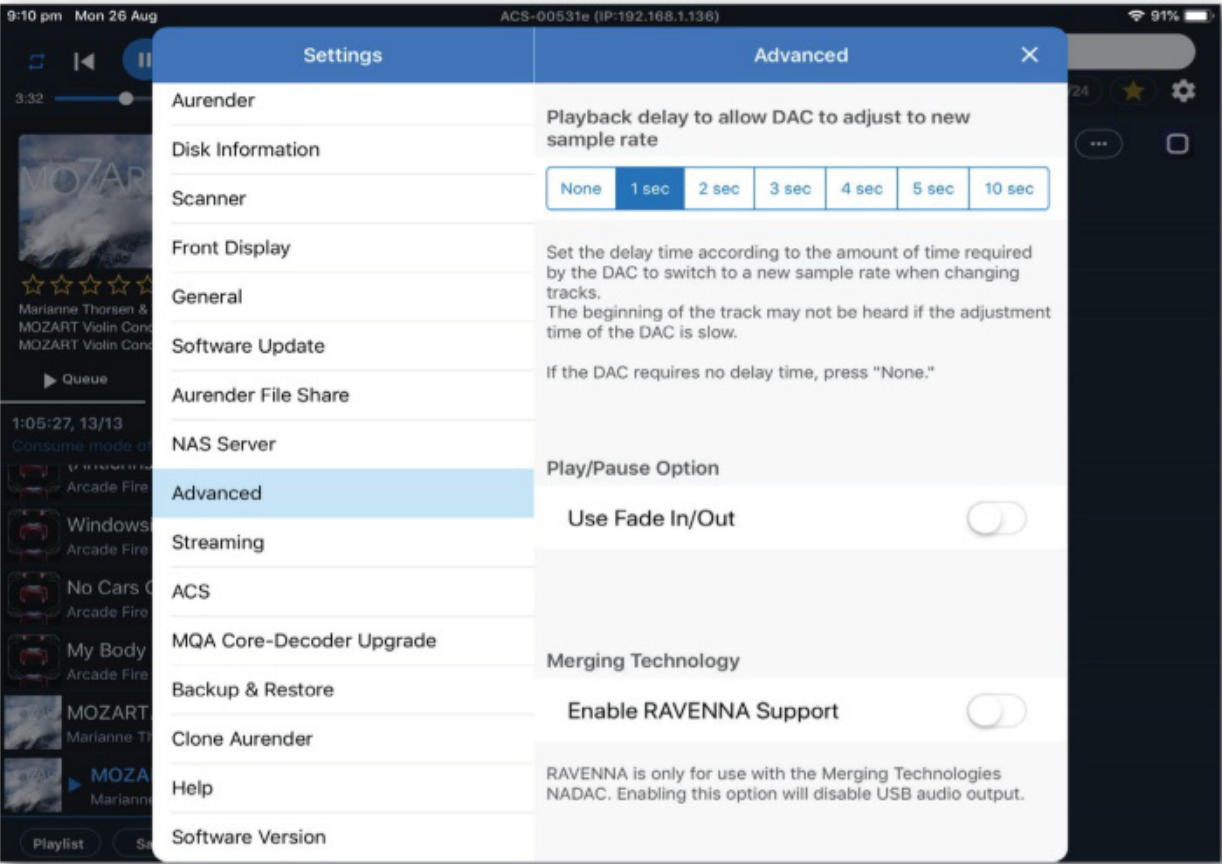 9:10 pm Mon 26 Aug
ACS-00531e (IP:192.168.1.136)
91%
Settings
Advanced
3:32
/24
MOZAR
Marianne Thorsen &
MOZART Violin Conc
MOZART Violin Conc
Queue
1:05:27, 13/13
Consume mode of
Arcade Fire
Windowsi
Arcade Fire
No Cars
Arcade Fire
My Body
Arcade Fire
MOZART
Marianne Th
MOZA
Marianne
Playlist
Sa
Aurender
Disk Information
Scanner
Front Display
General
Software Update
Aurender File Share
NAS Server
Advanced
Streaming
ACS
MQA Core-Decoder Upgrade
Backup & Restore
Clone Aurender
Help
Software Version
Playback delay to allow DAC to adjust to new
sample rate
None 1 sec 2 sec 3 sec 4 sec 5 sec 10 sec
Set the delay time according to the amount of time required
by the DAC to switch to a new sample rate when changing
tracks.
The beginning of the track may not be heard if the adjustment
time of the DAC is slow.
If the DAC requires no delay time, press "None."
Play/Pause Option
Use Fade In/Out
Merging Technology
Enable RAVENNA Support
RAVENNA is only for use with the Merging Technologies
NADAC. Enabling this option will disable USB audio output.